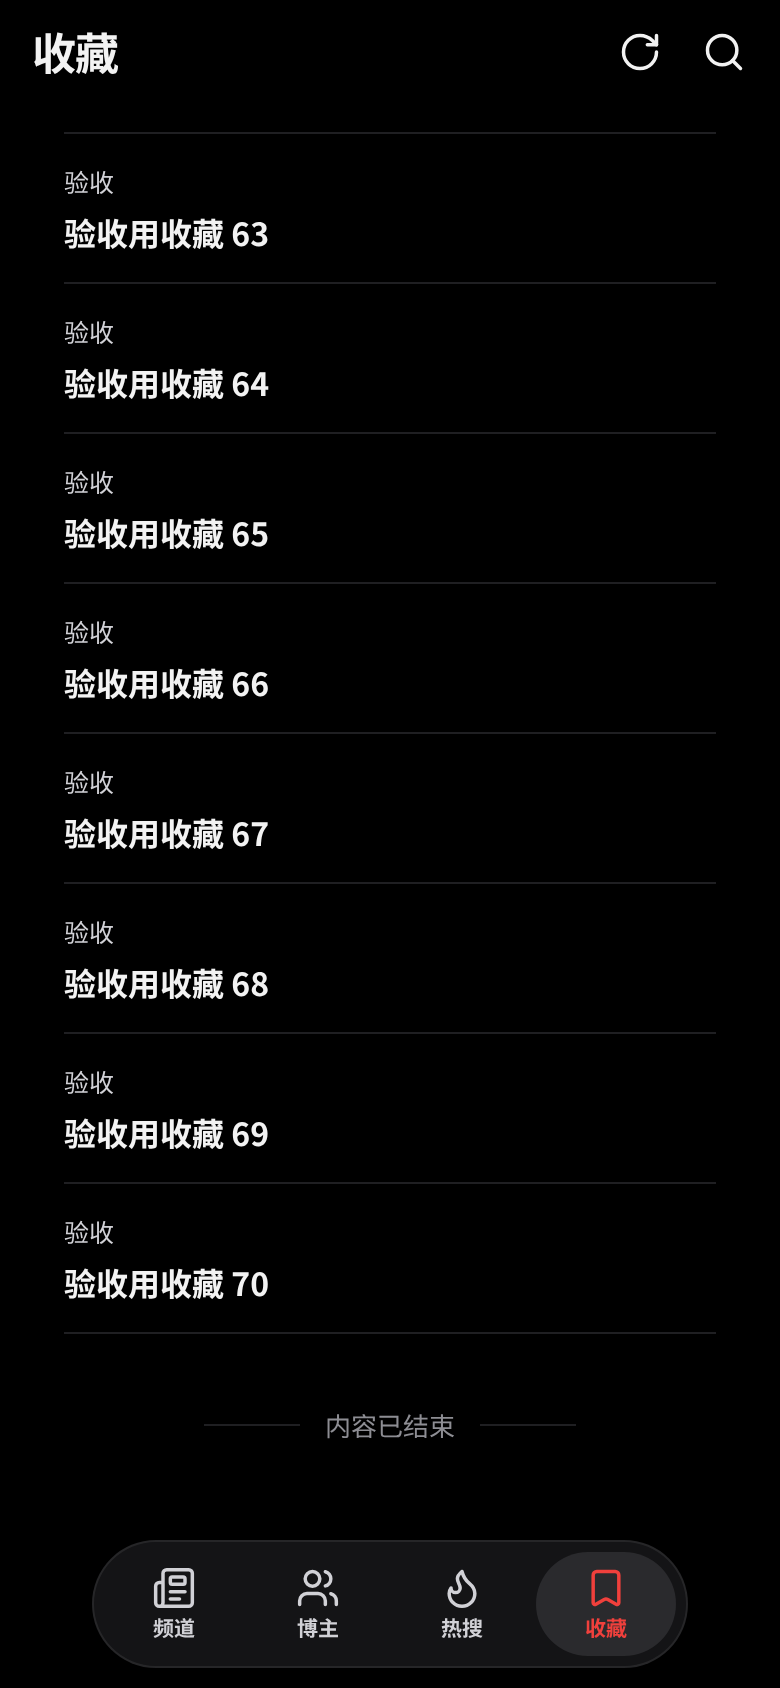 收藏
验收
验收用收藏 63
验收
验收用收藏 64
验收
验收用收藏 65
验收
验收用收藏 66
验收
验收用收藏 67
验收
验收用收藏 68
验收
验收用收藏 69
验收
验收用收藏 70
内容已结束
频道 博主 热搜 收藏